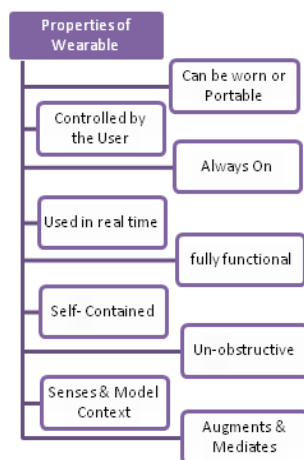 Properties of
Wearable
Can be worn or
Portable
Controlled by
the User
Always On
Used in real time
fully functional
Self- Contained
Un-obstructive
Senses & Model
Context
Augments &
Mediates